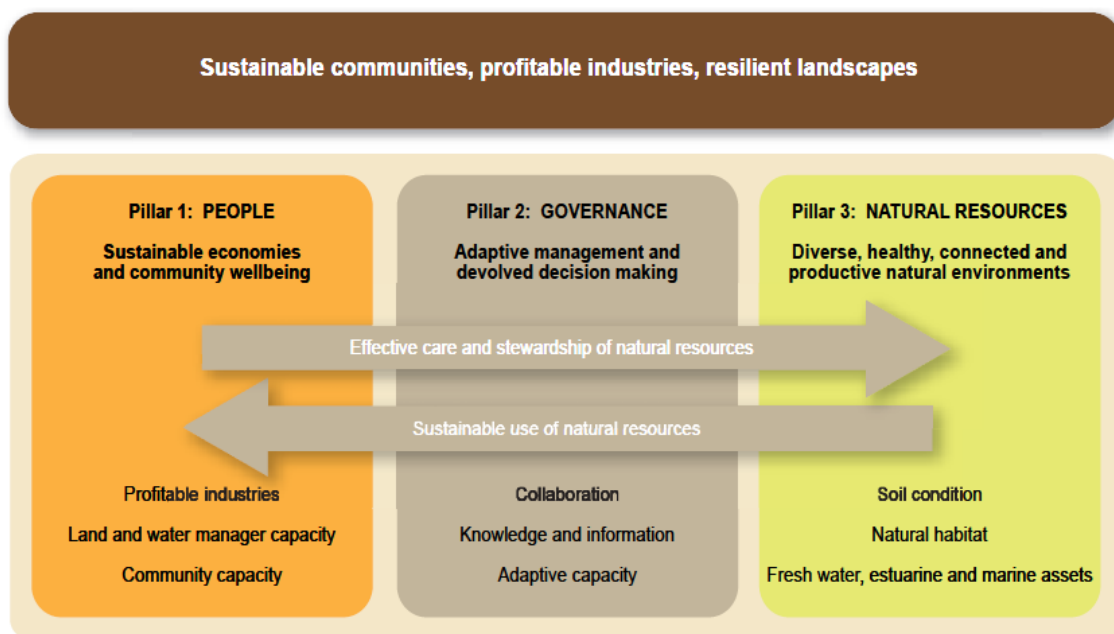 Sustainable communities, profitable industries, resilient landscapes
Pillar 1: PEOPLE
Sustainable economies
and community wellbeing
Pillar 2: GOVERNANCE
Adaptive management and
devolved decision making
Pillar 3: NATURAL RESOURCES
Diverse, healthy, connected and
productive natural environments
Effective care and stewardship of natural resources
Sustainable use of natural resources
Profitable industries
Land and water manager capacity
Community capacity
Collaboration
Knowledge and information
Adaptive capacity
Soil condition
Natural habitat
Fresh water, estuarine and marine assets